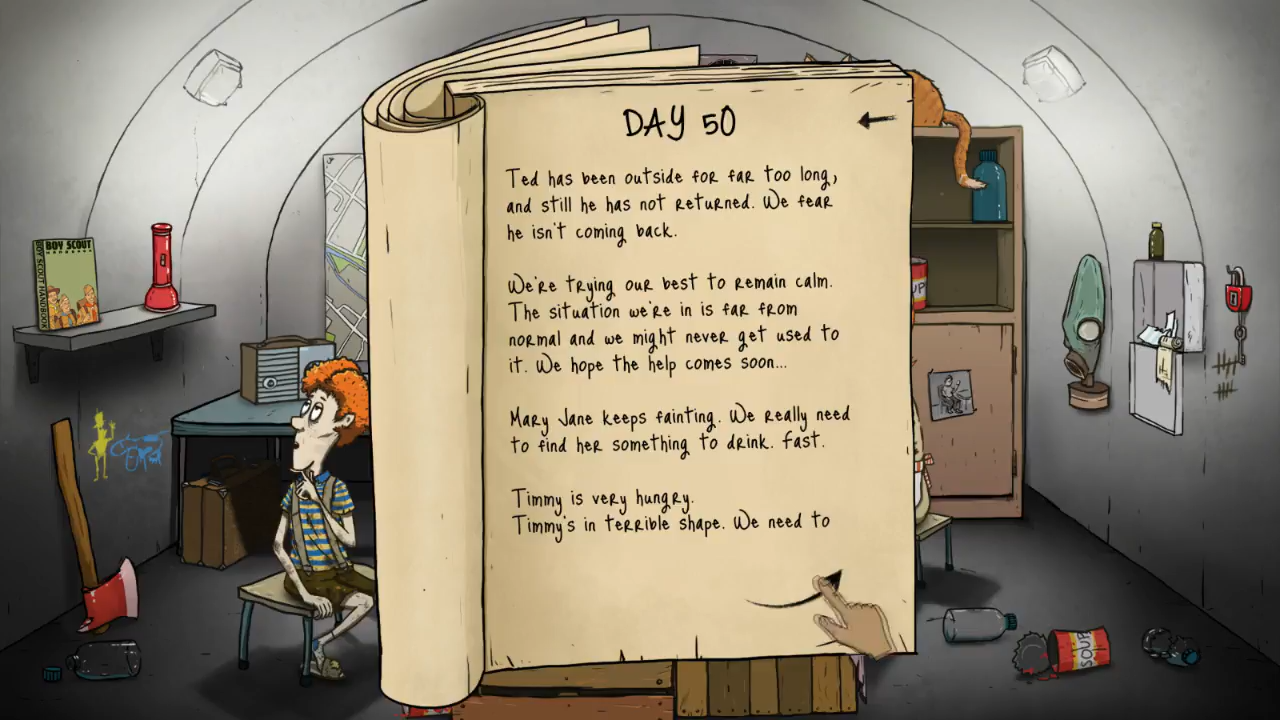 DAY 50
Ted has been outside for far too long,
and still he has not returned. We fear
he isn't coming back.
We're trying our best to remain calm.
The situation we're in is far from
normal and we might never get used to
it. We hope the help comes soon...
Mary Jane keeps fainting. We really need
to find her something to drink. Fast.
Timmy is very hungry.
Timmy's in terrible shape. We need to
BOY SCOUT
BOY SCOUT HANDBOOK
UP
SOUP